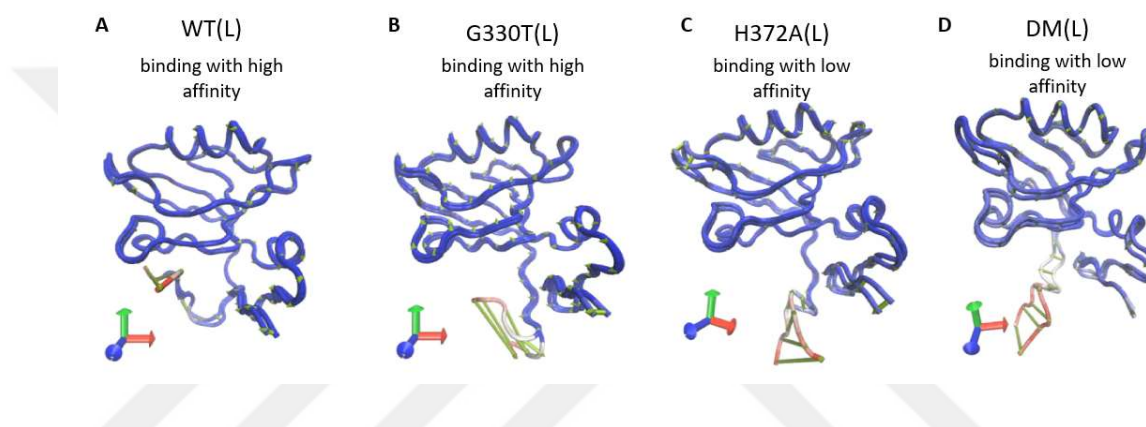 A
WT(L)
binding with high
affinity
B
G330T(L)
binding with high
affinity
C
H372A(L)
binding with low
affinity
D
DM(L)
binding with low
affinity